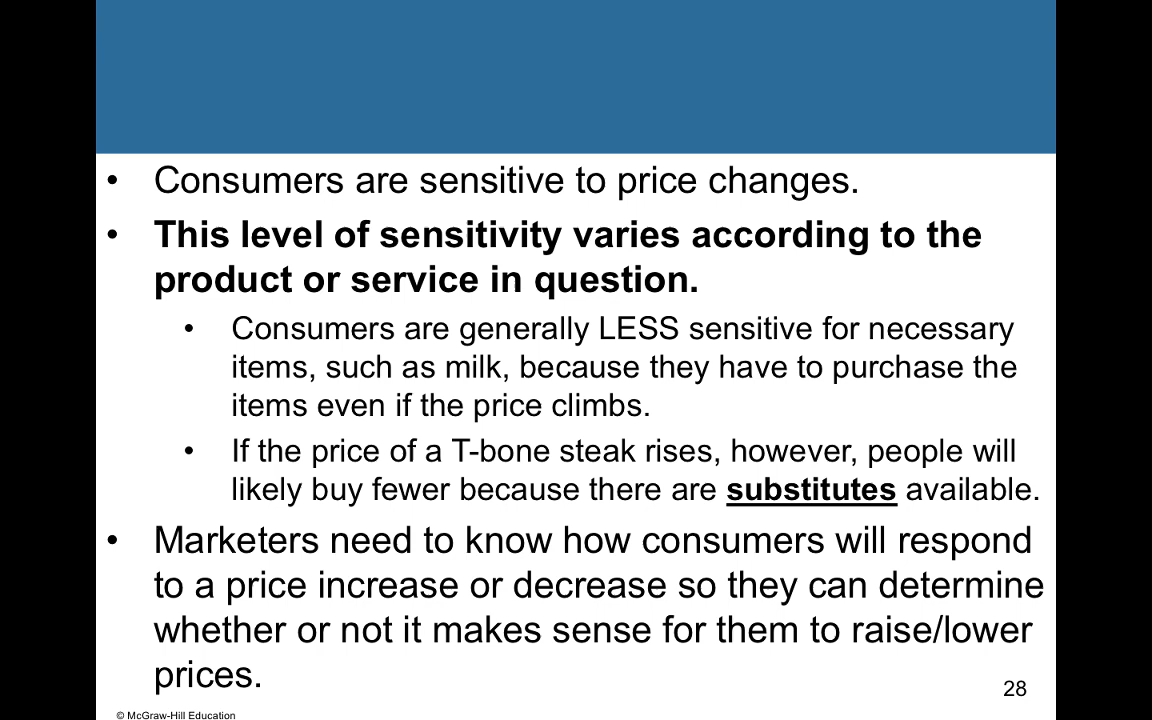 • Consumers are sensitive to price changes.
• This level of sensitivity varies according to the
product or service in question.
• Consumers are generally LESS sensitive for necessary
items, such as milk, because they have to purchase the
items even if the price climbs.
• If the price of a T-bone steak rises, however, people will
likely buy fewer because there are substitutes available.
• Marketers need to know how consumers will respond
to a price increase or decrease so they can determine
whether or not it makes sense for them to raise/lower
prices.
28
© McGraw-Hill Education